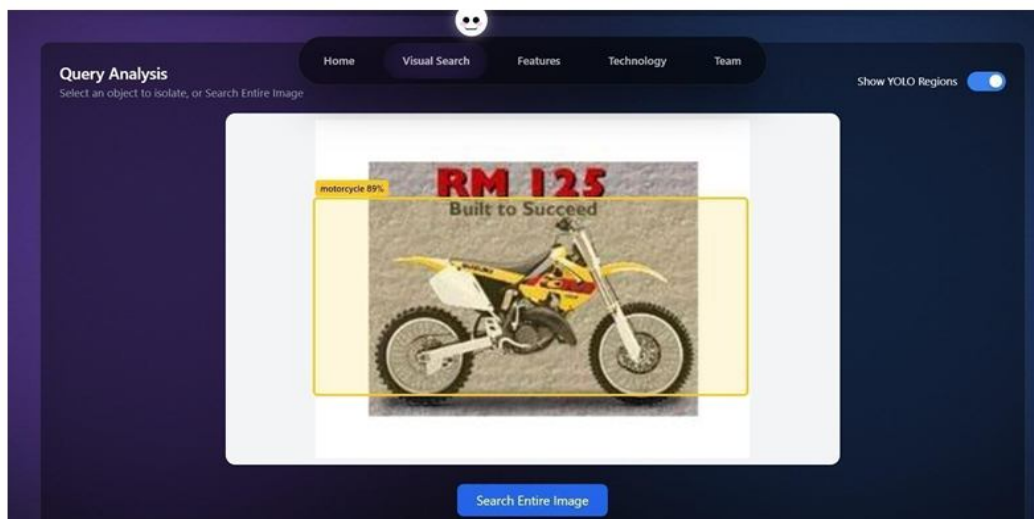 Home Visual Search Features Technology Team
Query Analysis
Select an object to isolate, or Search Entire Image
Show YOLO Regions
motorcycle 89%
RM 125
Built to Succeed
SUZUKI
Search Entire Image